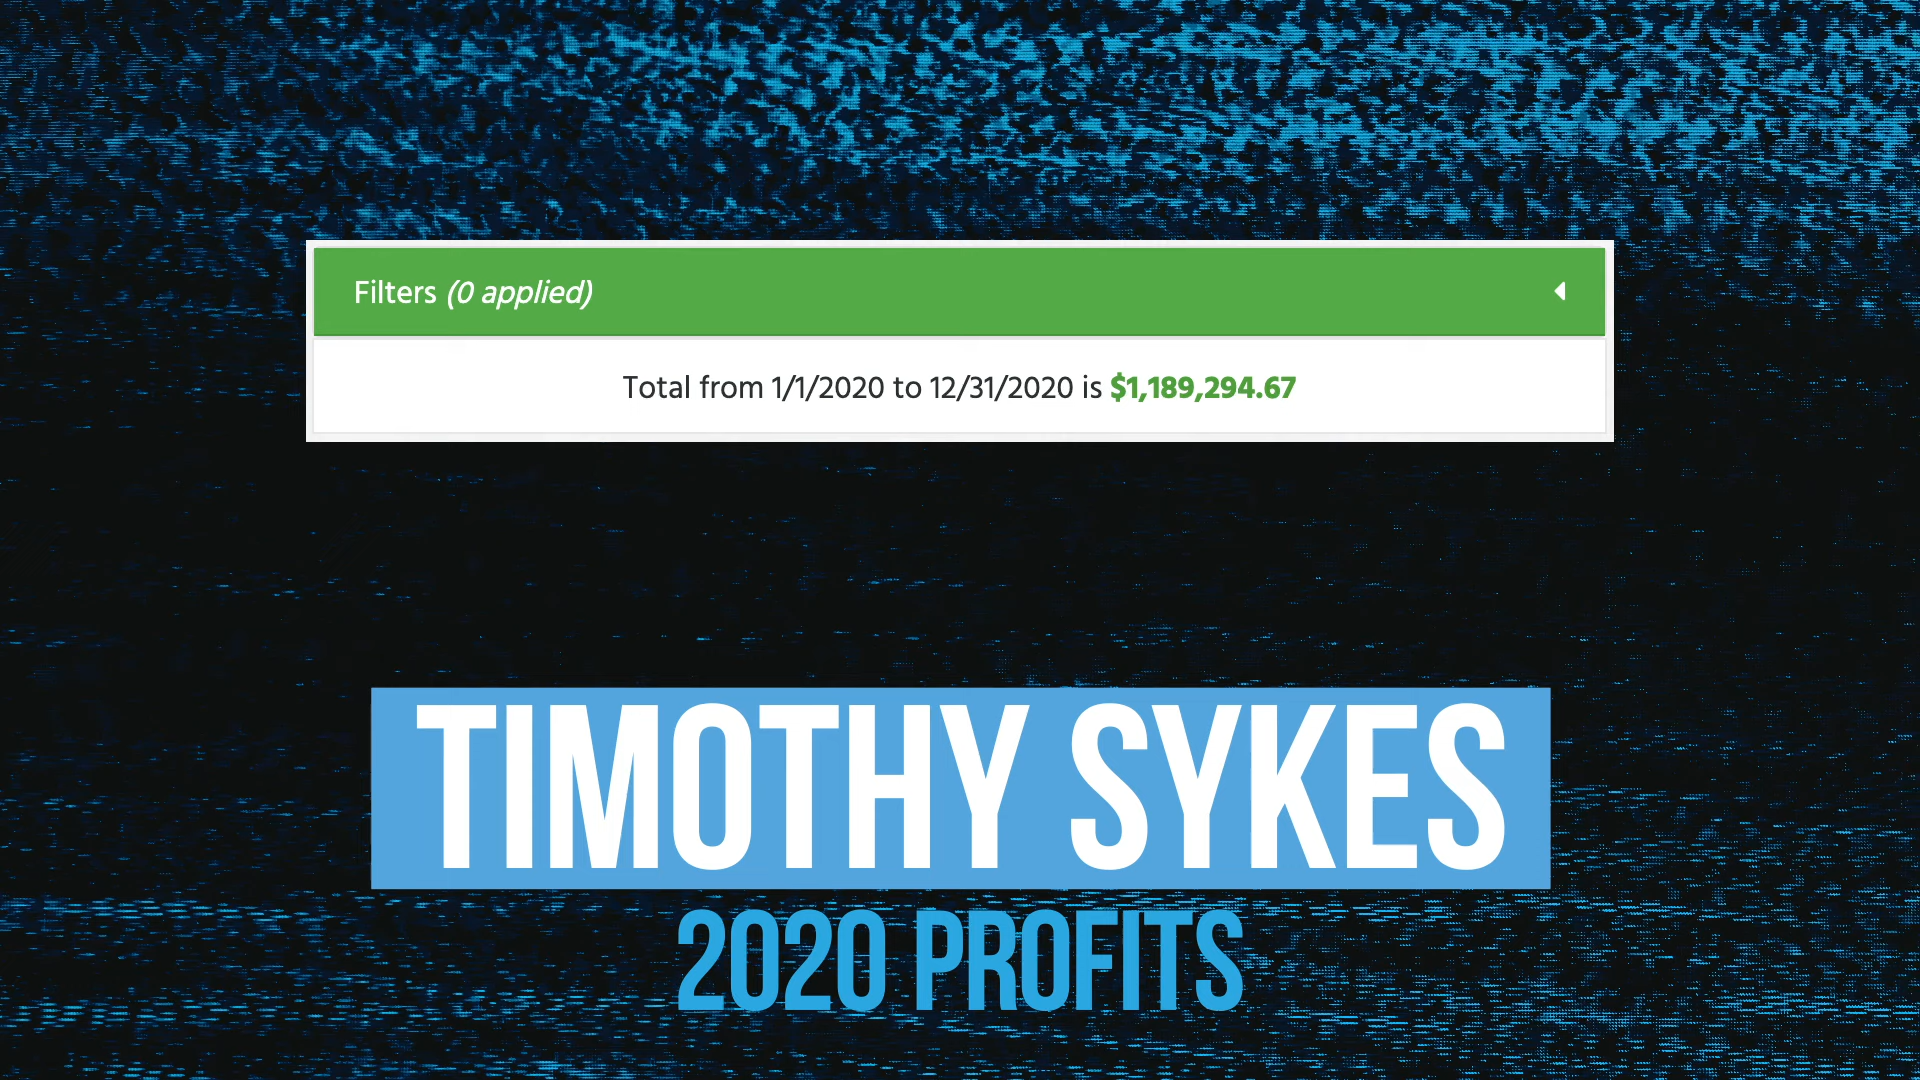 Filters (0 applied)
Total from 1/1/2020 to 12/31/2020 is $1,189,294.67
TIMOTHY SYKES
2020 PROFITS